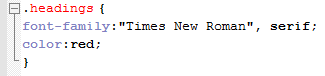 .headings {
font-family:"Times New Roman", serif;
color:red;
}